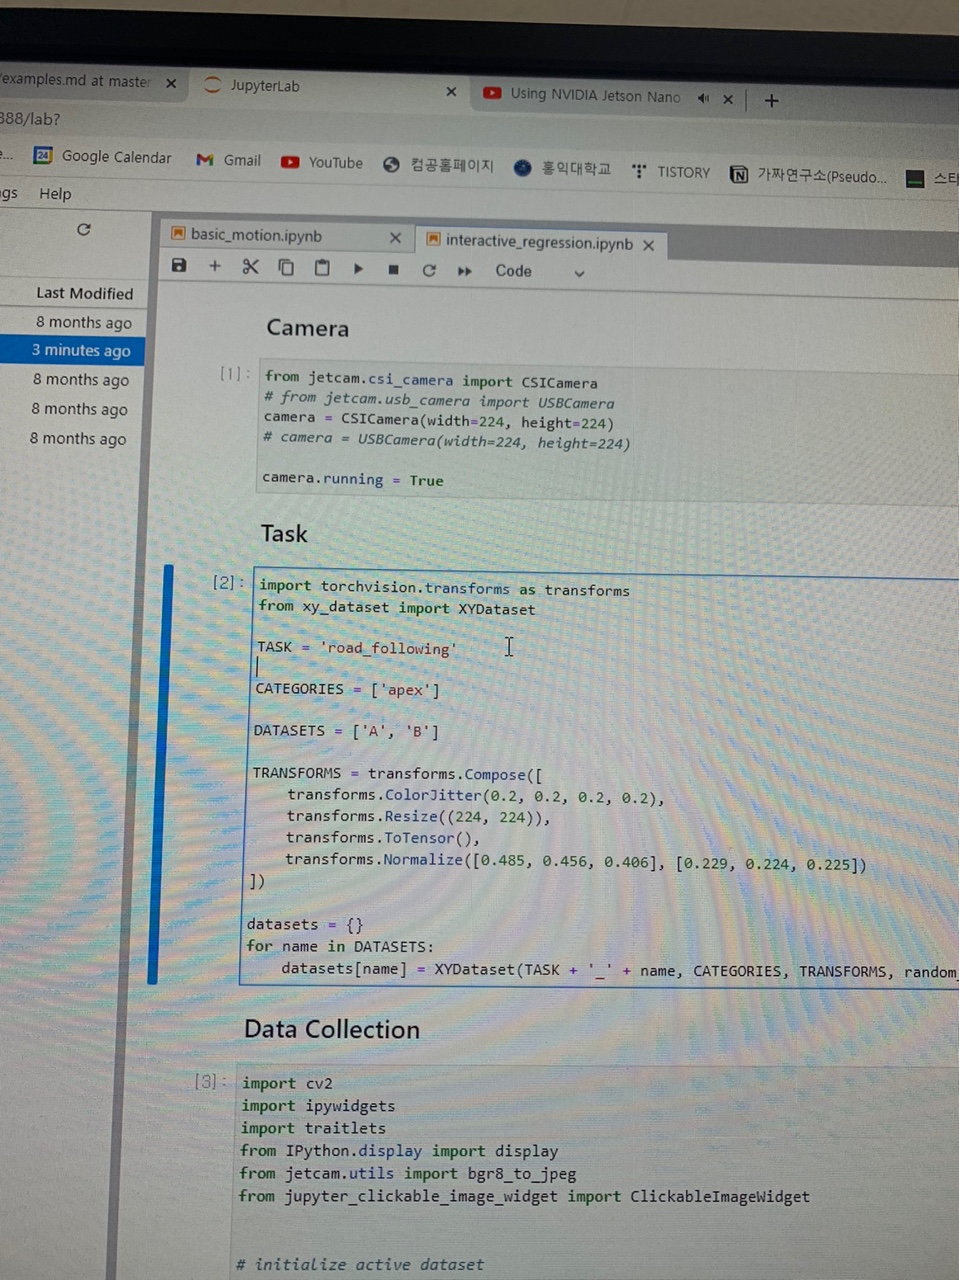 examples.md at master
JupyterLab
Using NVIDIA Jetson Nano
888/lab?
24 Google Calendar
Gmail
YouTube
컴공홈페이지
홍익대학교
TISTORY
가짜연구소(Pseudo...
스타
gs Help
basic_motion.ipynb
interactive_regression.ipynb
Code
Last Modified
8 months ago
3 minutes ago
8 months ago
8 months ago
8 months ago
Camera
[1]:
from jetcam.csi_camera import CSICamera
# from jetcam.usb_camera import USBCamera
camera = CSICamera(width=224, height=224)
# camera = USBCamera(width=224, height=224)
camera.running = True
Task
[2]:
import torchvision.transforms as transforms
from xy_dataset import XYDataset
TASK = 'road_following'
CATEGORIES = ['apex']
DATASETS = ['A', 'B']
TRANSFORMS = transforms.Compose([
transforms.ColorJitter(0.2, 0.2, 0.2, 0.2),
transforms.Resize((224, 224)),
transforms.ToTensor(),
transforms.Normalize([0.485, 0.456, 0.406], [0.229, 0.224, 0.225])
])
datasets = {}
for name in DATASETS:
datasets[name] = XYDataset(TASK + '_' + name, CATEGORIES, TRANSFORMS, random_
Data Collection
[3]:
import cv2
import ipywidgets
import traitlets
from IPython.display import display
from jetcam.utils import bgr8_to_jpeg
from jupyter_clickable_image_widget import ClickableImageWidget
# initialize active dataset